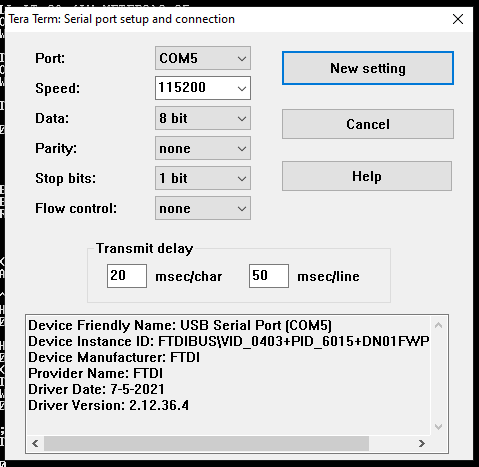 Tera Term: Serial port setup and connection
Port: COM5
New setting
Speed: 115200
Data: 8 bit
Cancel
Parity: none
Stop bits: 1 bit
Help
Flow control: none
Transmit delay
20 msec/char 50 msec/line
Device Friendly Name: USB Serial Port (COM5)
Device Instance ID: FTDIBUS\VID_0403+PID_6015+DN01FWP
Device Manufacturer: FTDI
Provider Name: FTDI
Driver Date: 7-5-2021
Driver Version: 2.12.36.4